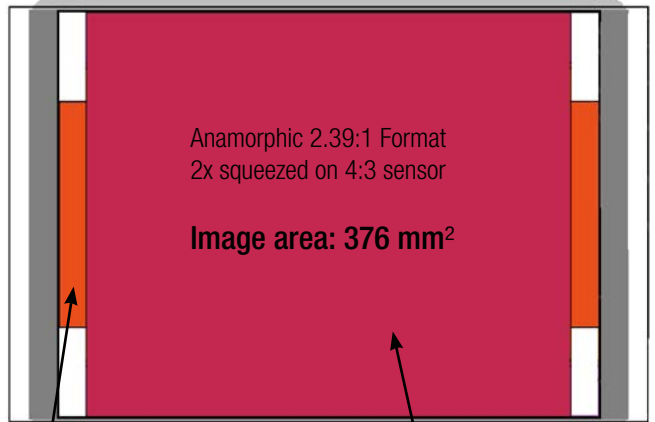 Anamorphic 2.39:1 Format
2x squeezed on 4:3 sensor
Image area: 376 mm²